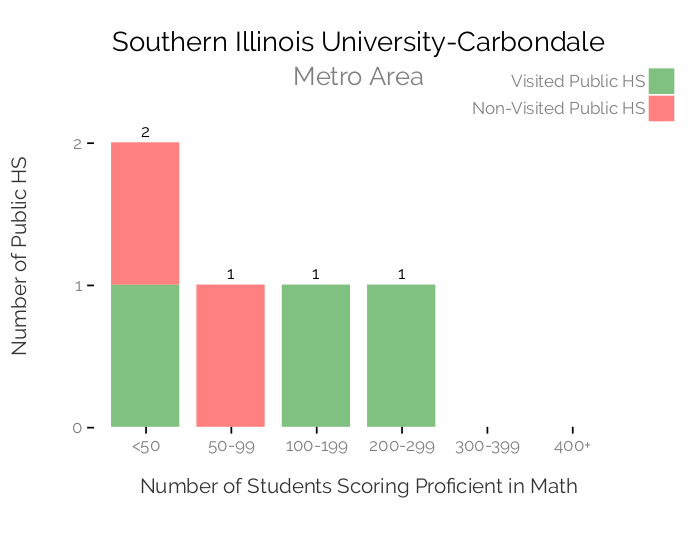 Southern Illinois University-Carbondale
Metro Area
Visited Public HS
Non-Visited Public HS
Number of Public HS
2
1
0
2
1
1
1
<50
50-99
100-199
200-299
300-399
400+
Number of Students Scoring Proficient in Math